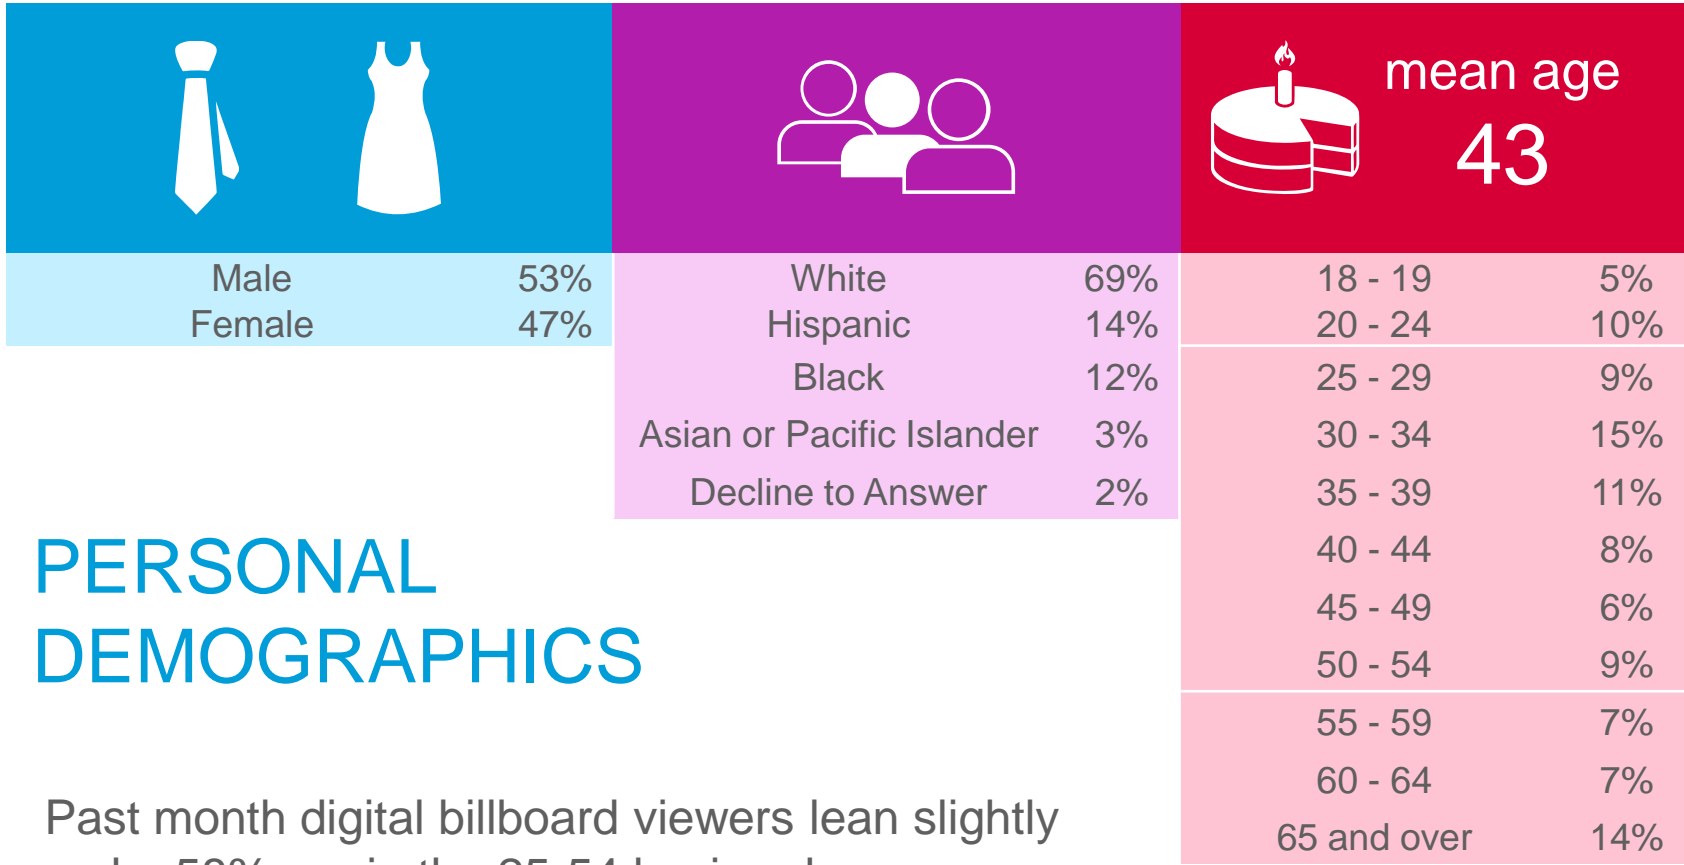 mean age
43
Male 53%
Female 47%
White 69%
Hispanic 14%
Black 12%
Asian or Pacific Islander 3%
Decline to Answer 2%
18 - 19 5%
20 - 24 10%
25 - 29 9%
30 - 34 15%
35 - 39 11%
40 - 44 8%
45 - 49 6%
50 - 54 9%
55 - 59 7%
60 - 64 7%
65 and over 14%
PERSONAL
DEMOGRAPHICS
Past month digital billboard viewers lean slightly